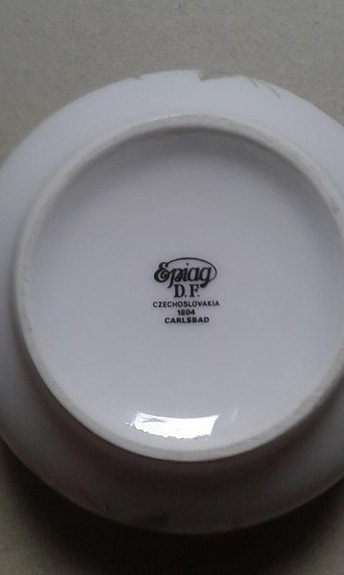 Epiag
D.F.
CZECHOSLOVAKIA
1804
CARLSBAD